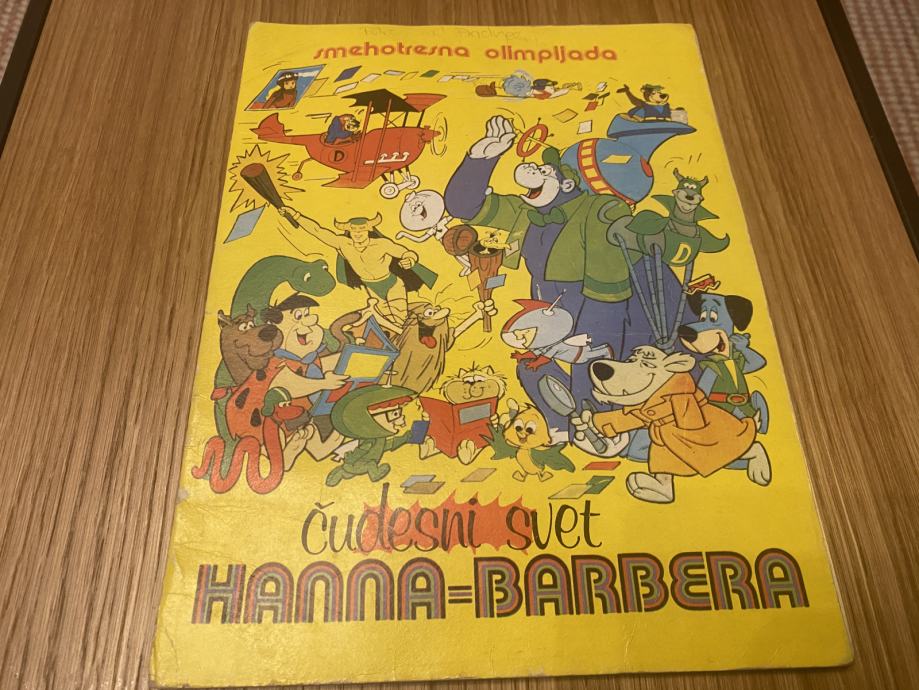 smehotresna olimpijada
D
D
čudesni svet
HANNA=BARBERA